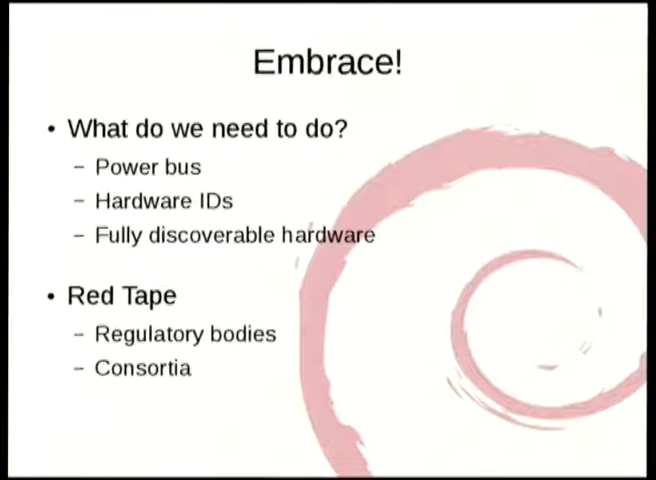 Embrace!
• What do we need to do?
– Power bus
– Hardware IDs
– Fully discoverable hardware
• Red Tape
– Regulatory bodies
– Consortia